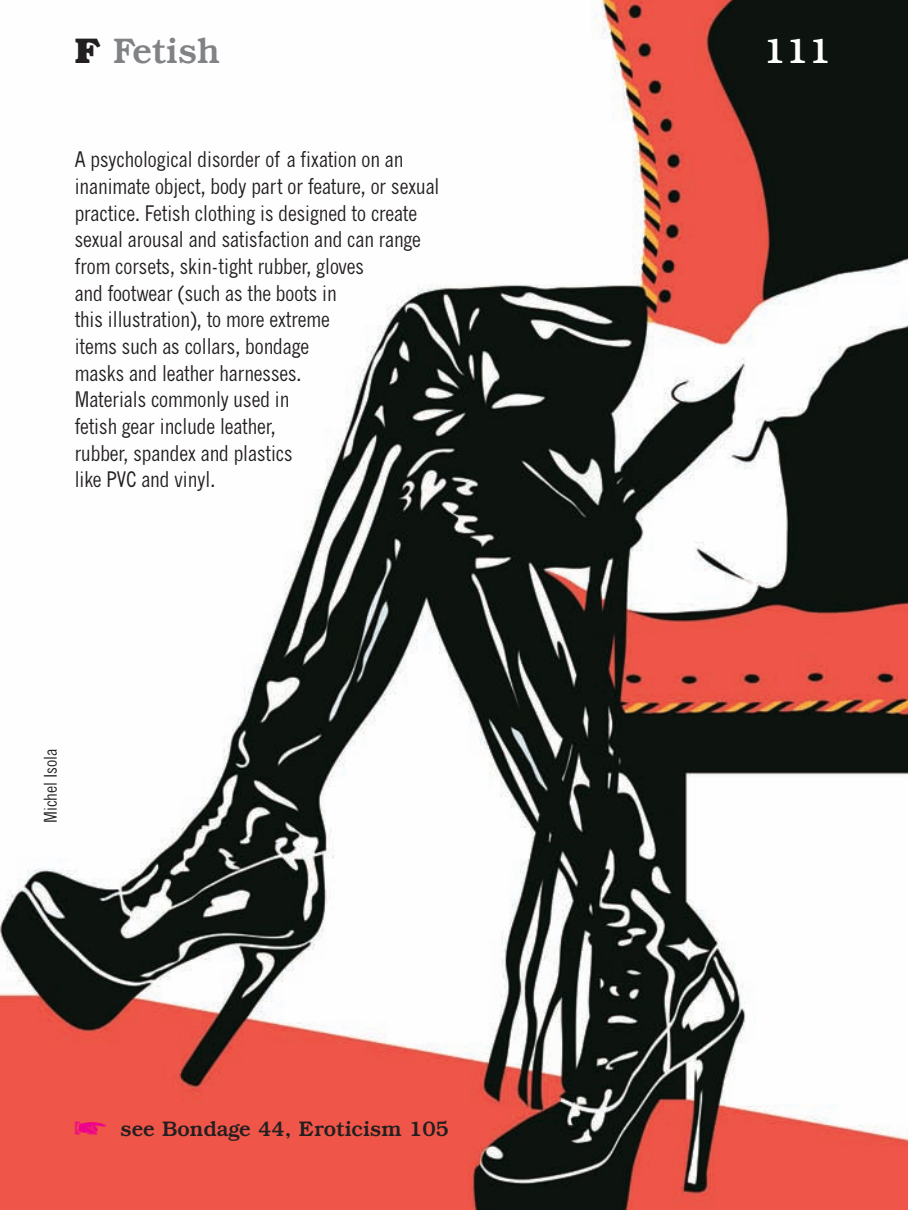 F Fetish
111
A psychological disorder of a fixation on an
inanimate object, body part or feature, or sexual
practice. Fetish clothing is designed to create
sexual arousal and satisfaction and can range
from corsets, skin-tight rubber, gloves
and footwear (such as the boots in
this illustration), to more extreme
items such as collars, bondage
masks and leather harnesses.
Materials commonly used in
fetish gear include leather,
rubber, spandex and plastics
like PVC and vinyl.
Michel Isola
see Bondage 44, Eroticism 105